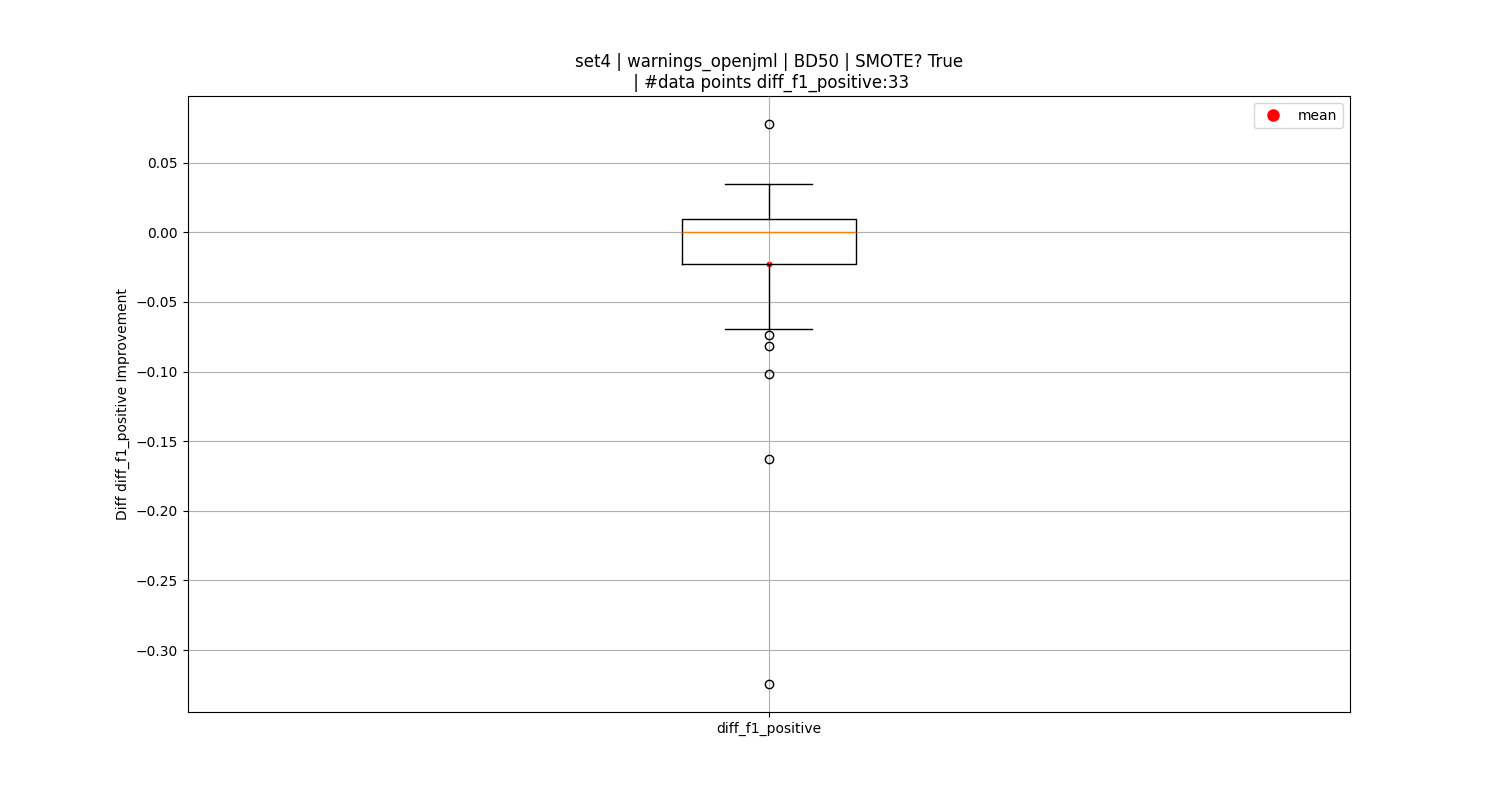 set4 | warnings_openjml | BD50 | SMOTE? True
| #data points diff_f1_positive:33
mean
0.05
0.00
−0.05
−0.10
−0.15
−0.20
−0.25
−0.30
Diff diff_f1_positive Improvement
diff_f1_positive